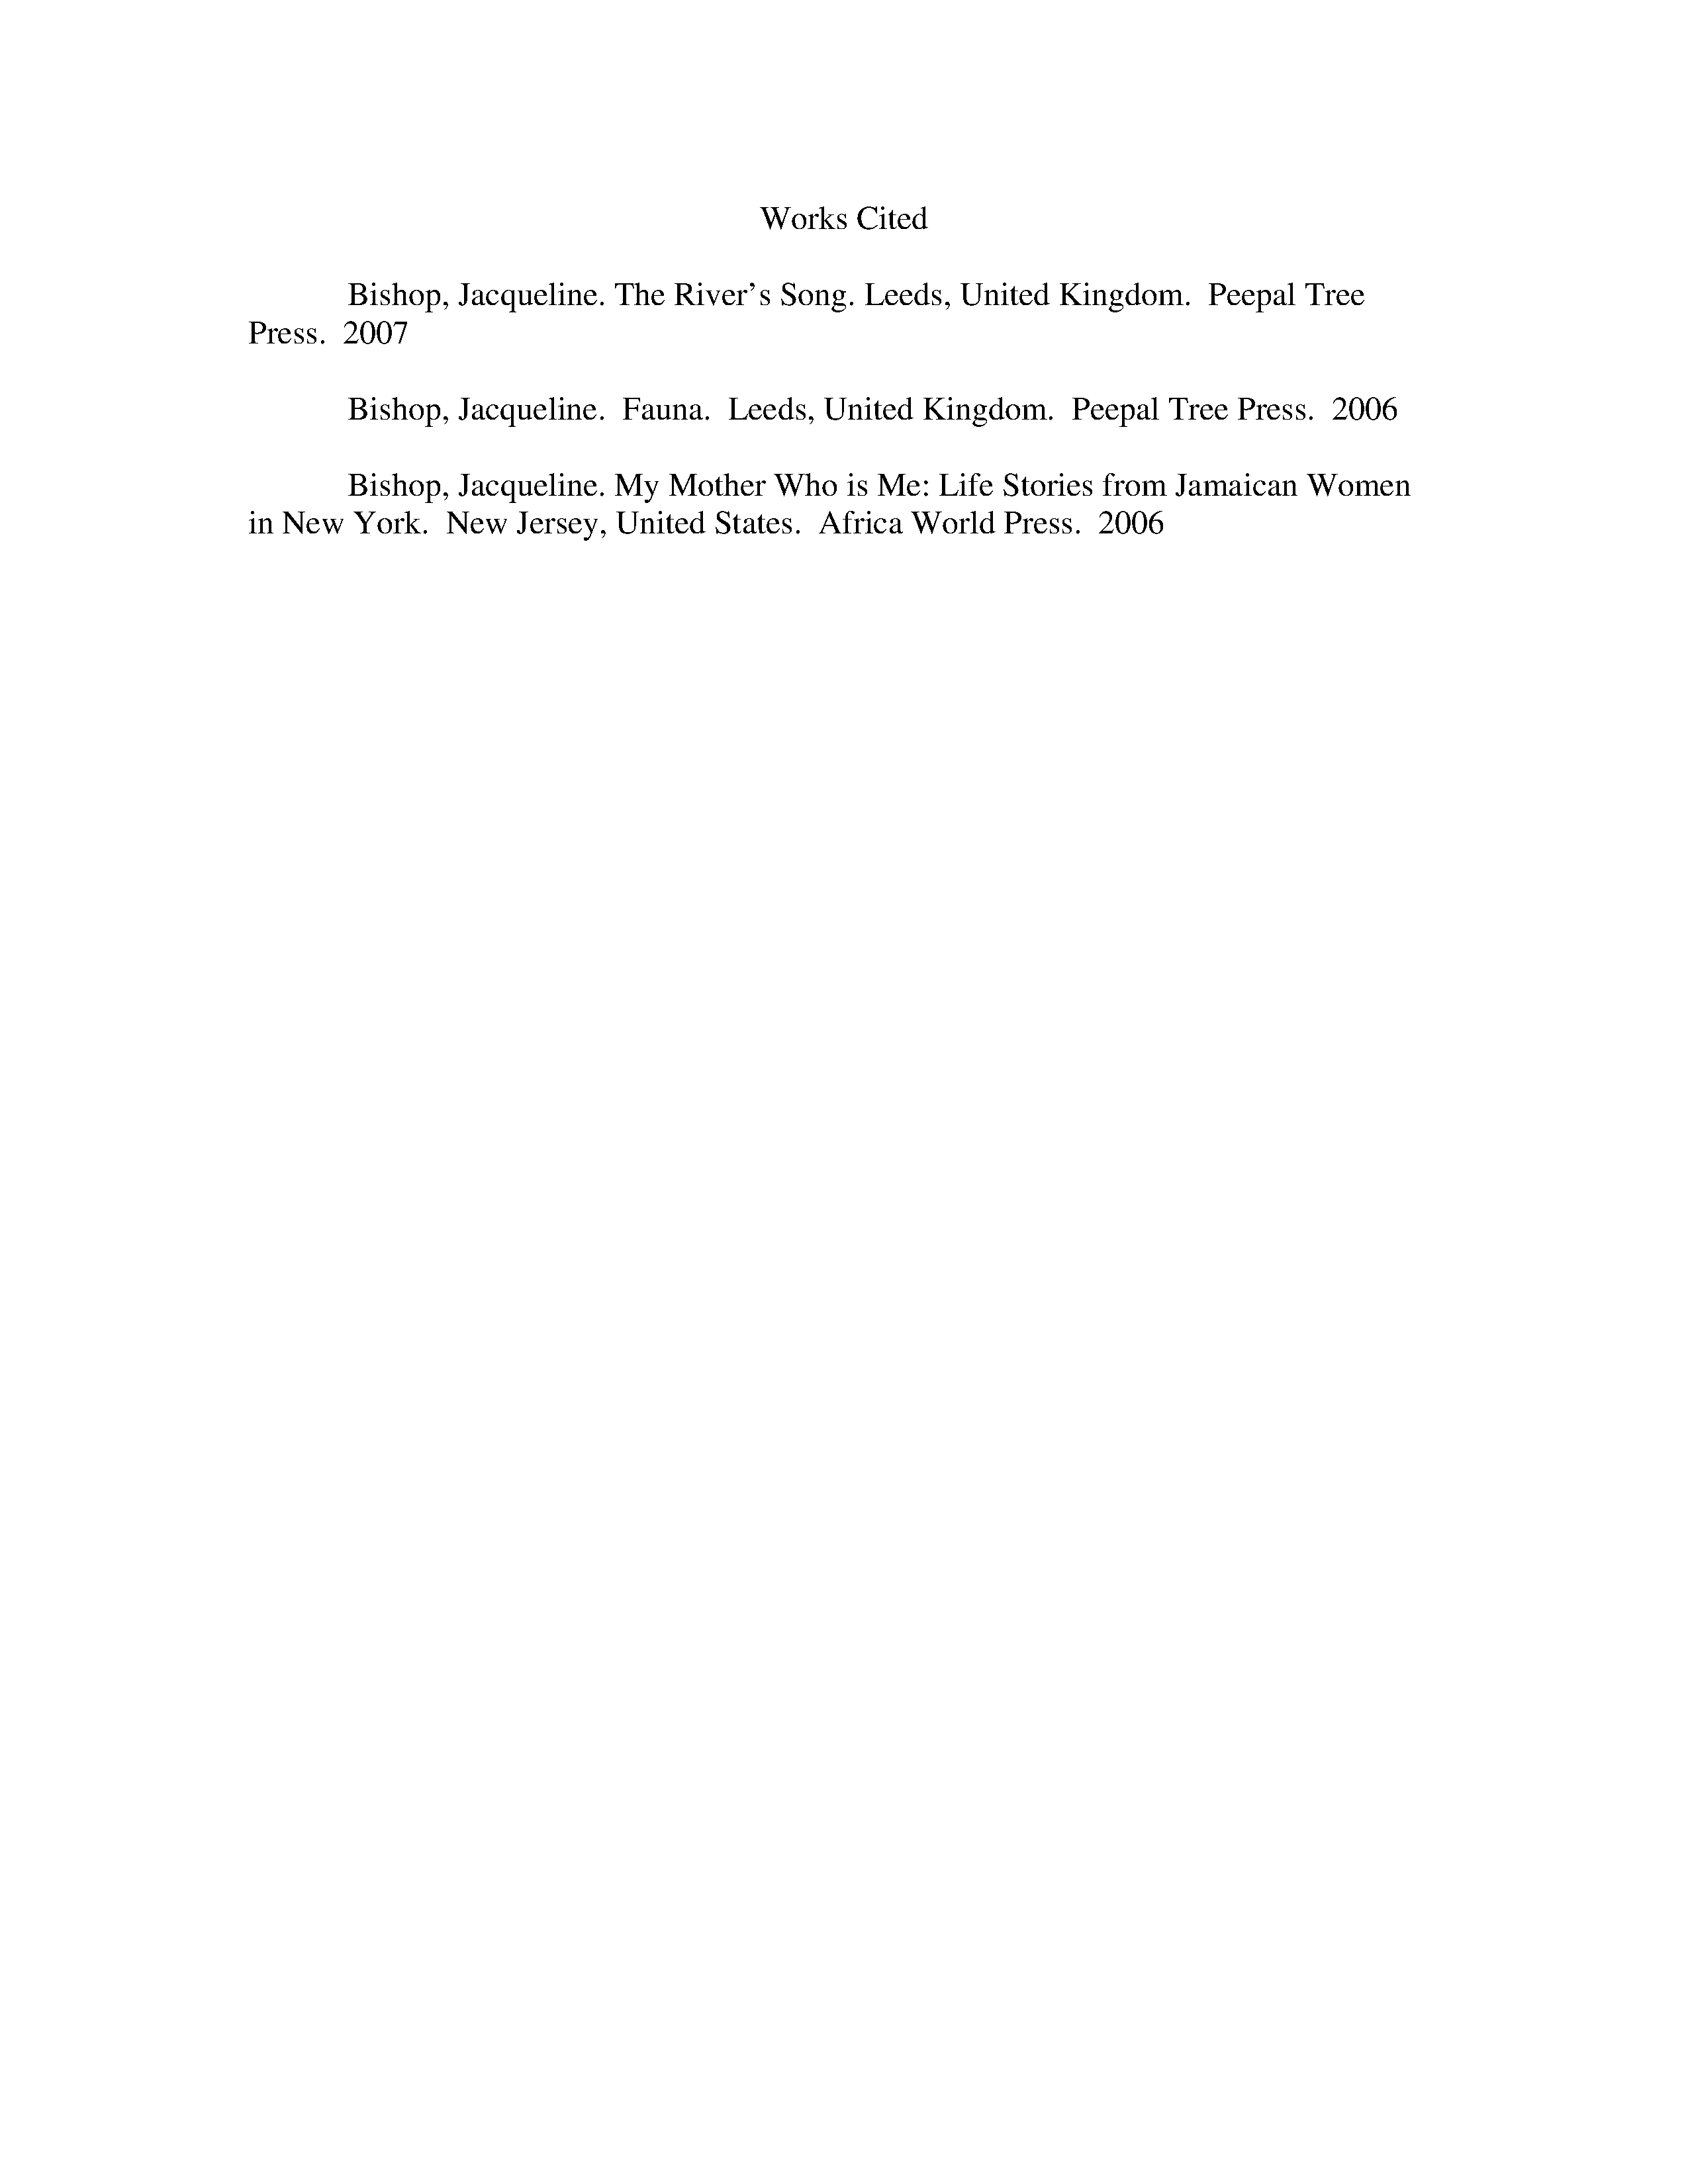 Works Cited
Bishop, Jacqueline. The River’s Song. Leeds, United Kingdom.  Peepal Tree
Press.  2007
Bishop, Jacqueline.  Fauna.  Leeds, United Kingdom.  Peepal Tree Press.  2006
Bishop, Jacqueline. My Mother Who is Me: Life Stories from Jamaican Women
in New York.  New Jersey, United States.  Africa World Press.  2006